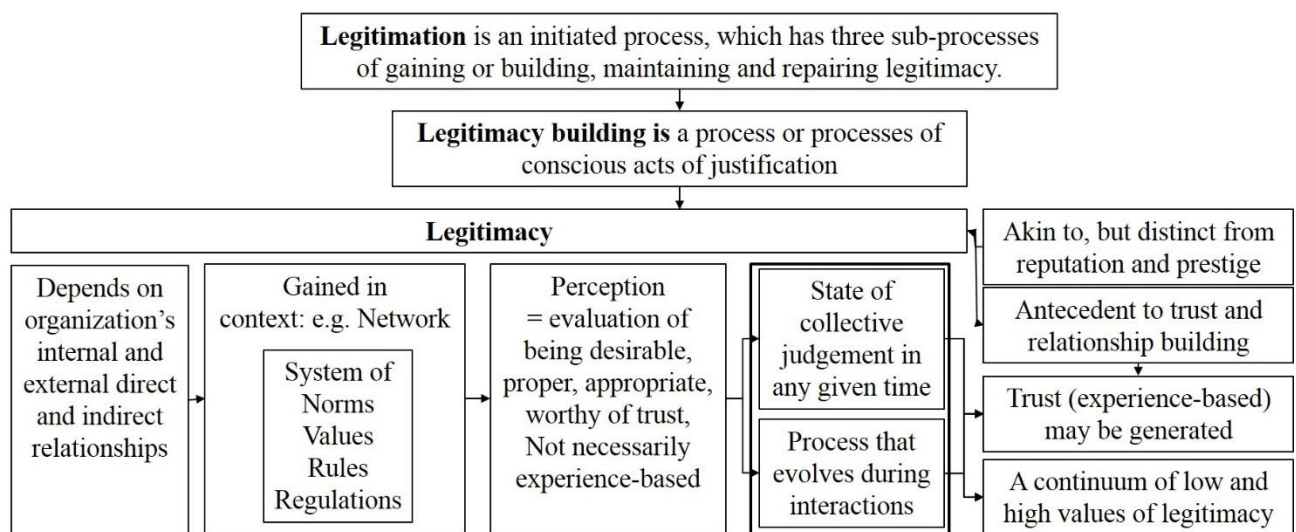 Legitimation is an initiated process, which has three sub-processes
of gaining or building, maintaining and repairing legitimacy.
Legitimacy building is a process or processes of
conscious acts of justification
Legitimacy
Depends on
organization's
internal and
external direct
and indirect
relationships
Gained in
context: e.g. Network
System of
Norms
Values
Rules
Regulations
Perception
= evaluation of
being desirable,
proper, appropriate,
worthy of trust,
Not necessarily
experience-based
State of
collective
judgement in
any given time
Process that
evolves during
interactions
Akin to, but distinct from
reputation and prestige
Antecedent to trust and
relationship building
Trust (experience-based)
may be generated
A continuum of low and
high values of legitimacy